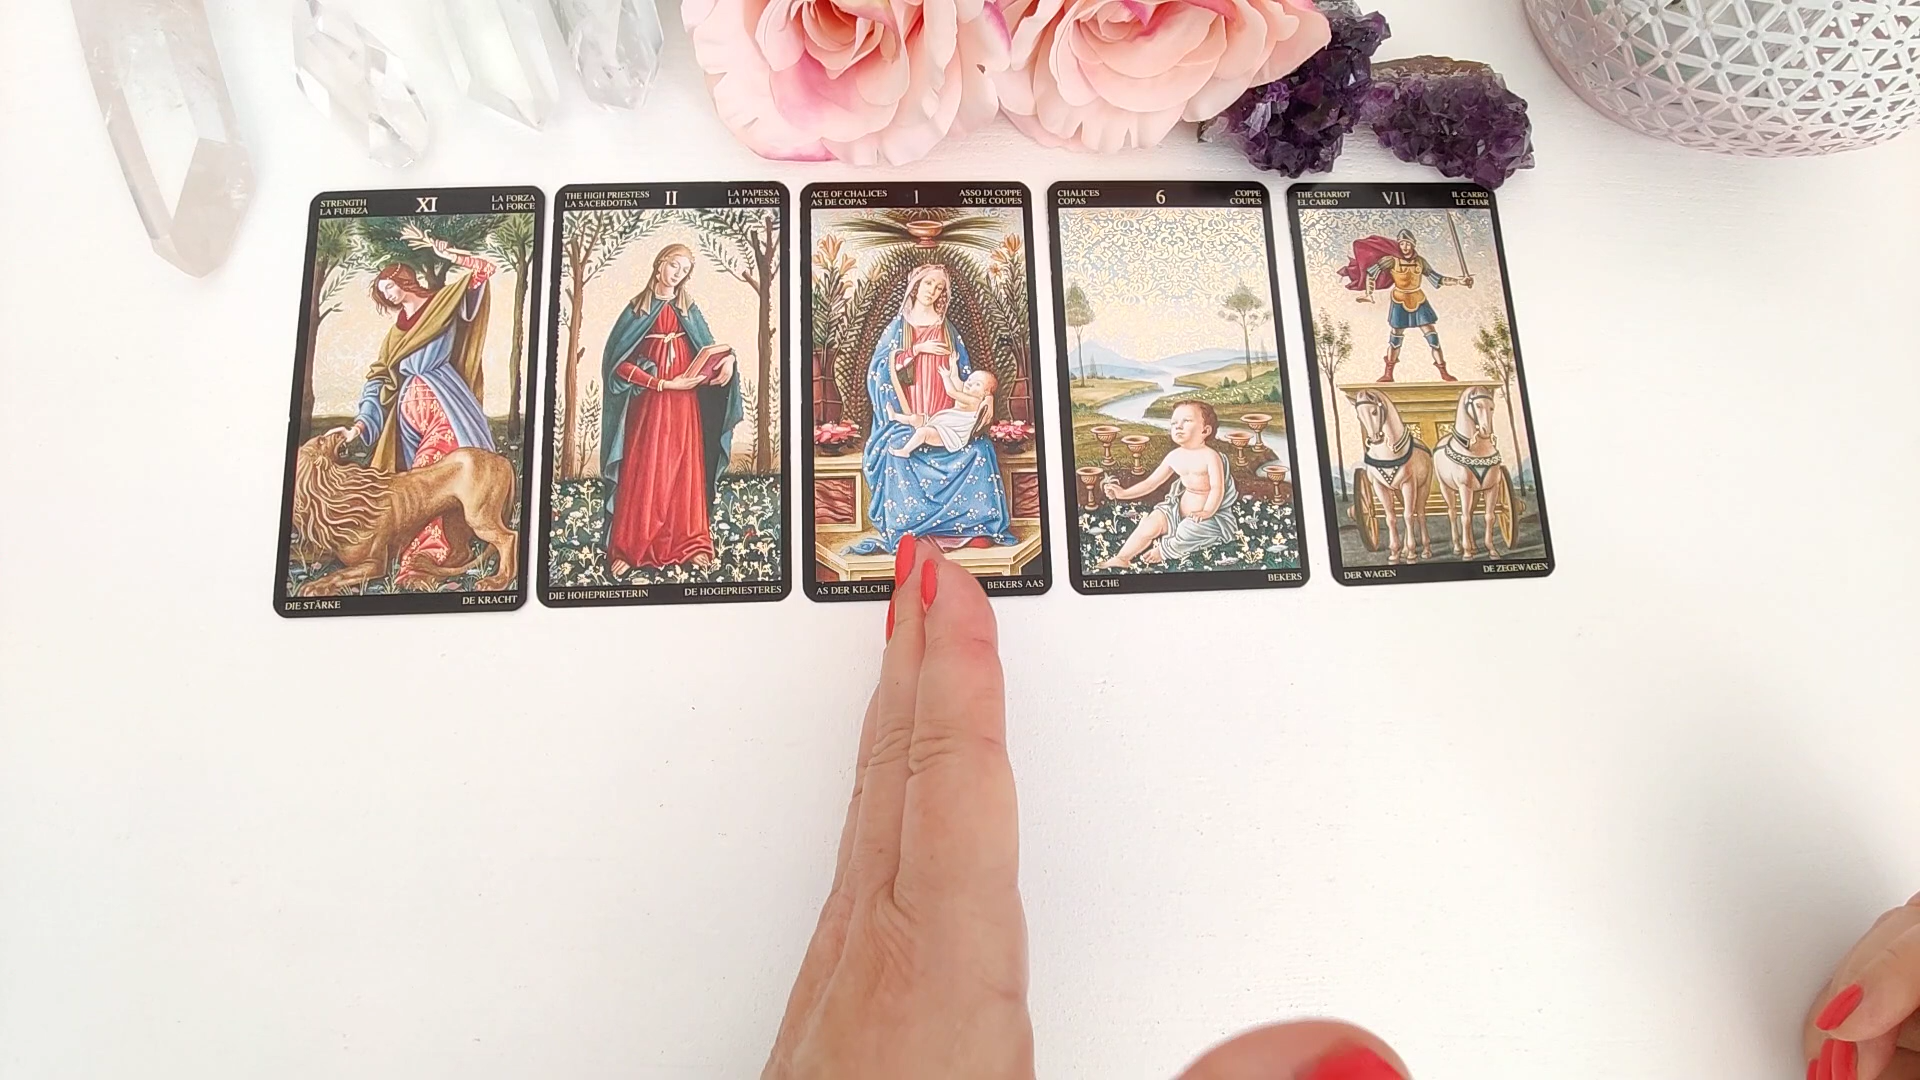 STRENGTH
LA FUERZA
XI
LA FORZA
LA FORCE
DIE STÄRKE
DE KRACHT
THE HIGH PRIESTESS
LA SACERDOTISA
II
LA PAPESSA
LA PAPESSE
DIE HOHEPRIESTERIN
DE HOGEPRIESTERES
ACE OF CHALICES
AS DE COPAS
I
ASSO DI COPPE
AS DE COUPES
AS DER KELCHE
BEKERS AAS
CHALICES
COPAS
6
COPPE
COUPES
KELCHE
BEKERS
THE CHARIOT
EL CARRO
VII
IL CARRO
LE CHAR
DER WAGEN
DE ZEGEWAGEN